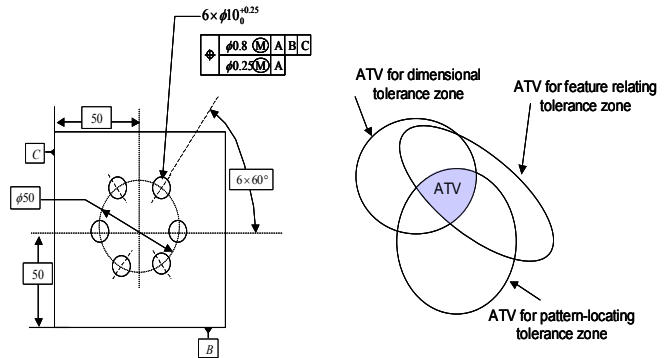 6×ϕ10 +0.25 0
⌖ ϕ0.8 Ⓜ A B C
ϕ0.25 Ⓜ A
50
C
6×60°
ϕ50
50
B
ATV for dimensional
tolerance zone
ATV for feature relating
tolerance zone
ATV
ATV for pattern-locating
tolerance zone